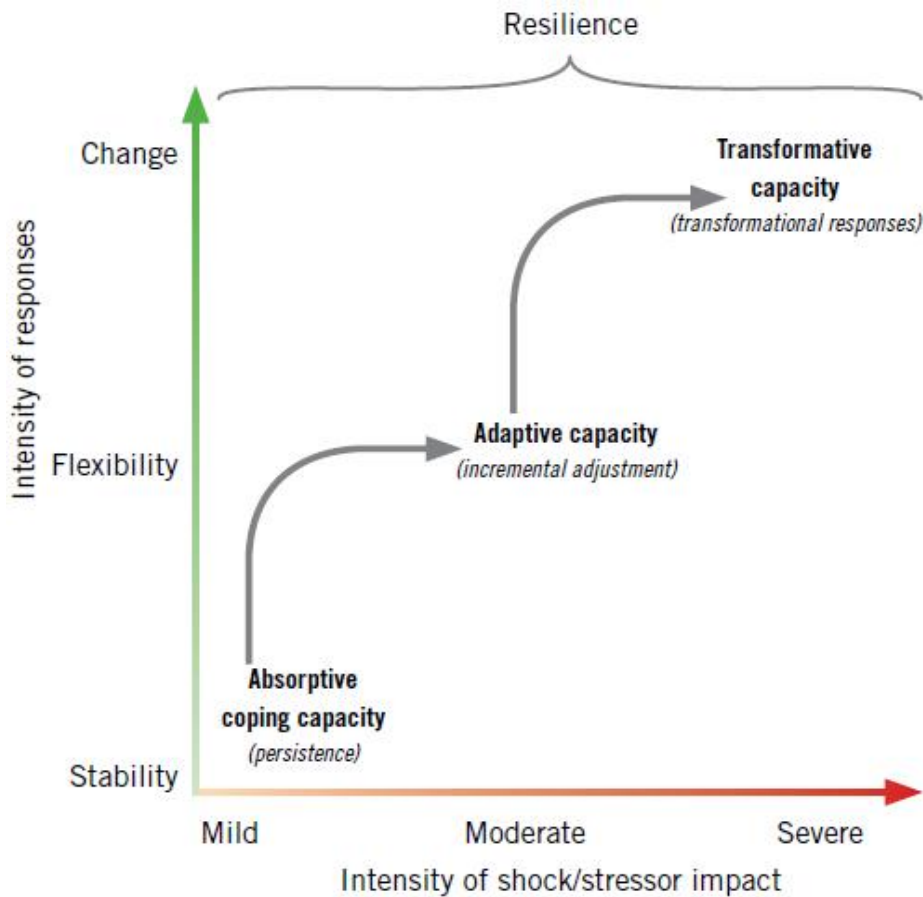 Resilience
Change
Transformative
capacity
(transformational responses)
Intensity of responses
Flexibility
Adaptive capacity
(incremental adjustment)
Absorptive
coping capacity
(persistence)
Stability
Mild
Moderate
Severe
Intensity of shock/stressor impact